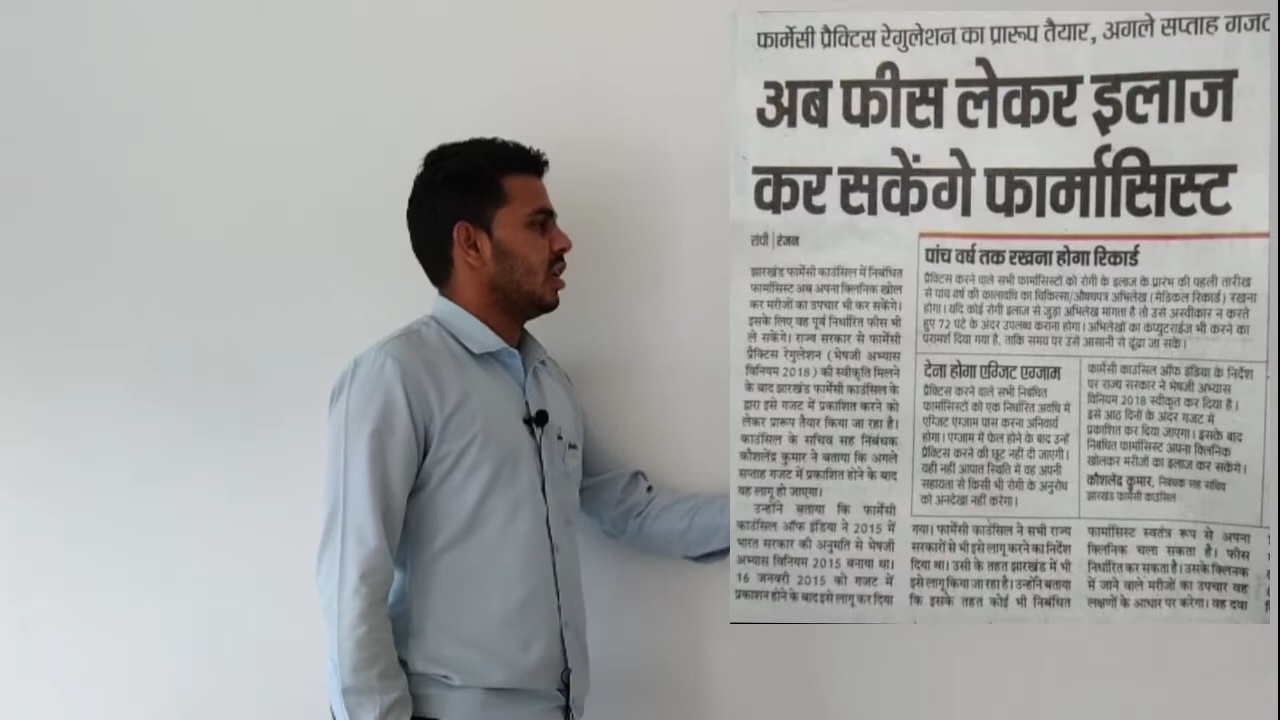 फार्मेसी प्रैक्टिस रेगुलेशन का प्रारूप तैयार, अगले सप्ताह गजट
अब फीस लेकर इलाज
कर सकेंगे फार्मासिस्ट
रांची | रंजन
झारखंड फार्मेसी काउंसिल में निबंधित
फार्मासिस्ट अब अपना क्लिनिक खोल
कर मरीजों का उपचार भी कर सकेंगे।
इसके लिए वह पूर्व निर्धारित फीस भी
ले सकेंगे। राज्य सरकार से फार्मेसी
प्रैक्टिस रेगुलेशन (भेषजी अभ्यास
विनियम 2018) की स्वीकृति मिलने
के बाद झारखंड फार्मेसी काउंसिल के
द्वारा इसे गजट में प्रकाशित करने को
लेकर प्रारूप तैयार किया जा रहा है।
काउंसिल के सचिव सह निबंधक
कौशलेंद्र कुमार ने बताया कि अगले
सप्ताह गजट में प्रकाशित होने के बाद
यह लागू हो जाएगा।
उन्होंने बताया कि फार्मेसी
काउंसिल ऑफ इंडिया ने 2015 में
भारत सरकार की अनुमति से भेषजी
अभ्यास विनियम 2015 बनाया था।
16 जनवरी 2015 को गजट में
प्रकाशन होने के बाद इसे लागू कर दिया
पांच वर्ष तक रखना होगा रिकार्ड
प्रैक्टिस करने वाले सभी फार्मासिस्टों को रोगी के इलाज के प्रारंभ की पहली तारीख
से पांच वर्ष की कालावधि का चिकित्सा/औषधपत्र अभिलेख (मेडिकल रिकार्ड) रखना
होगा। यदि कोई रोगी इलाज से जुड़ा अभिलेख मांगता है तो उसे अस्वीकार न करते
हुए 72 घंटे के अंदर उपलब्ध कराना होगा। अभिलेखों का कंप्यूटराईज भी करने का
परामर्श दिया गया है, ताकि समय पर उसे आसानी से ढूंढा जा सके।
देना होगा एग्जिट एग्जाम
प्रैक्टिस करने वाले सभी निबंधित
फार्मासिस्टों को एक निर्धारित अवधि में
एग्जिट एग्जाम पास करना अनिवार्य
होगा। एग्जाम में फेल होने के बाद उन्हें
प्रैक्टिस करने की छूट नहीं दी जाएगी।
यही नहीं आपात स्थिति में वह अपनी
सहायता से किसी भी रोगी के अनुरोध
को अनदेखा नहीं करेगा।
फार्मेसी काउंसिल ऑफ इंडिया के निर्देश
पर राज्य सरकार ने भेषजी अभ्यास
विनियम 2018 स्वीकृत कर दिया है।
इसे आठ दिनों के अंदर गजट में
प्रकाशित कर दिया जाएगा। इसके बाद
निबंधित फार्मासिस्ट अपना क्लिनिक
खोलकर मरीजों का इलाज कर सकेंगे।
कौशलेंद्र कुमार, निबंधक सह सचिव
झारखंड फार्मेसी काउंसिल
गया। फार्मेसी काउंसिल ने सभी राज्य
सरकारों से भी इसे लागू करने का निर्देश
दिया था। उसी के तहत झारखंड में भी
इसे लागू किया जा रहा है। उन्होंने बताया
कि इसके तहत कोई भी निबंधित
फार्मासिस्ट स्वतंत्र रूप से अपना
क्लिनिक चला सकता है। फीस
निर्धारित कर सकता है। उसके क्लिनक
में जाने वाले मरीजों का उपचार वह
लक्षणों के आधार पर करेगा। वह दवा